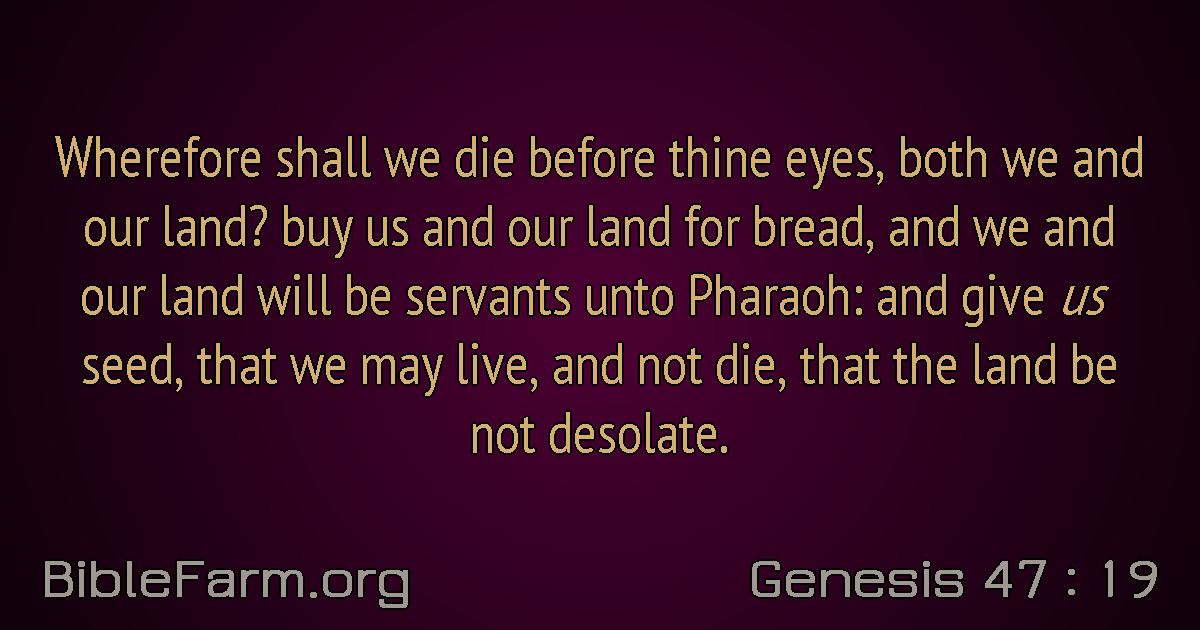 Wherefore shall we die before thine eyes, both we and
our land? buy us and our land for bread, and we and
our land will be servants unto Pharaoh: and give us
seed, that we may live, and not die, that the land be
not desolate.
BibleFarm.org
Genesis 47 : 19